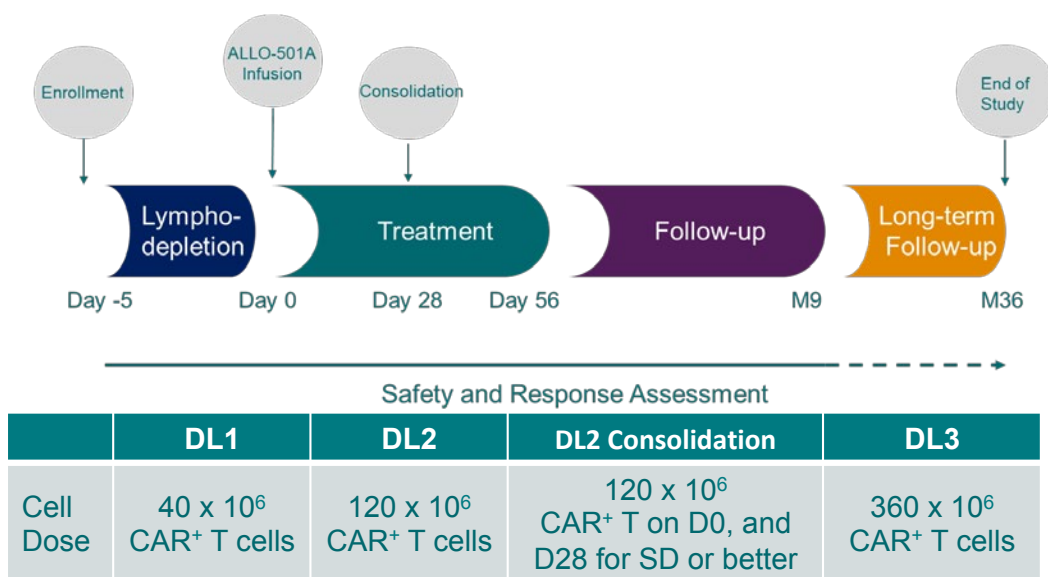 Enrollment
ALLO-501A
Infusion
Consolidation
End of
Study
Lympho-
depletion
Treatment
Follow-up
Long-term
Follow-up
Day -5
Day 0
Day 28
Day 56
M9
M36
Safety and Response Assessment
DL1
DL2
DL2 Consolidation
DL3
Cell
Dose
40 x 10⁶
CAR⁺ T cells
120 x 10⁶
CAR⁺ T cells
120 x 10⁶
CAR⁺ T on D0, and
D28 for SD or better
360 x 10⁶
CAR⁺ T cells